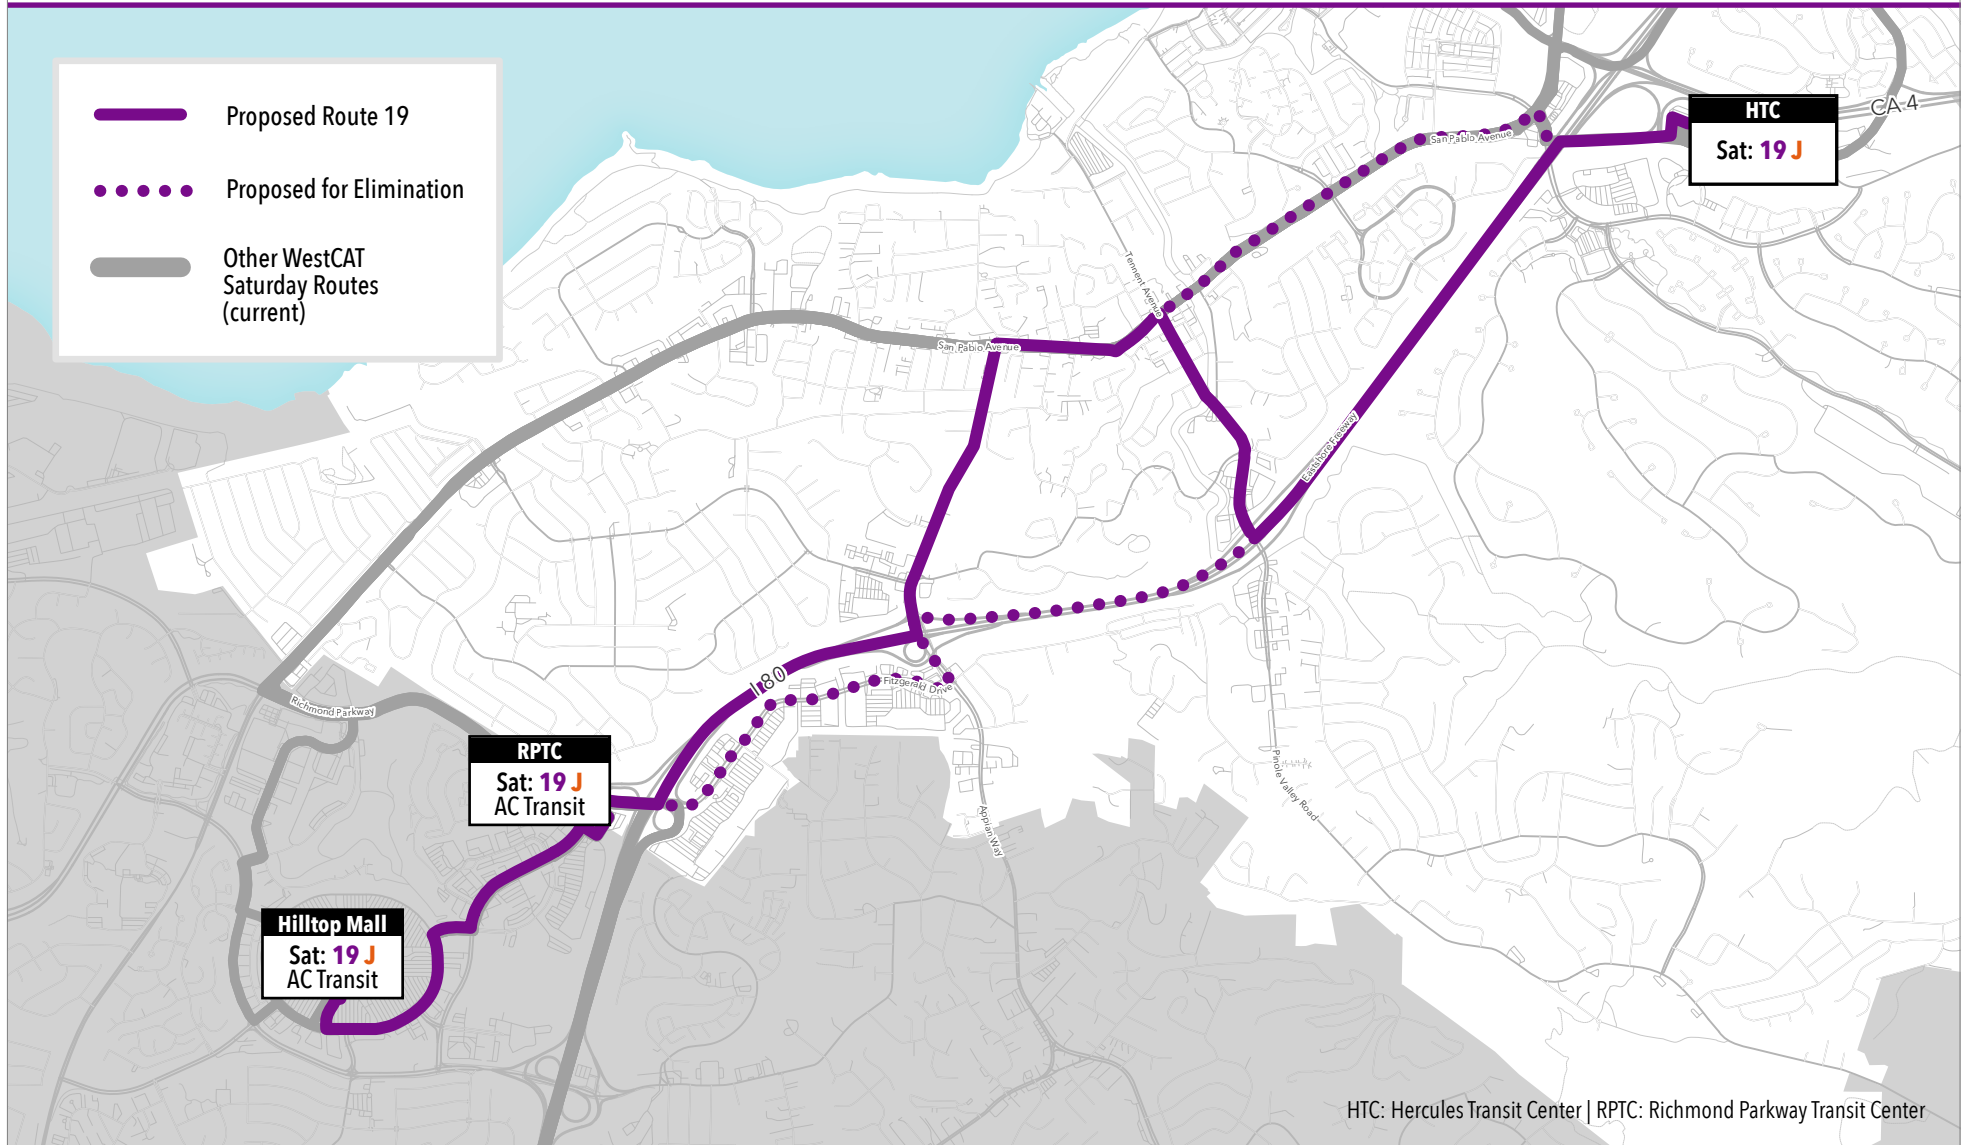 Proposed Route 19
Proposed for Elimination
Other WestCAT
Saturday Routes
(current)
HTC
Sat: 19 J
CA 4
San Pablo Avenue
Tennent Avenue
San Pablo Avenue
Eastshore Freeway
I 80
Fitzgerald Drive
Richmond Parkway
RPTC
Sat: 19 J
AC Transit
Pinole Valley Road
Appian Way
Hilltop Mall
Sat: 19 J
AC Transit
HTC: Hercules Transit Center | RPTC: Richmond Parkway Transit Center